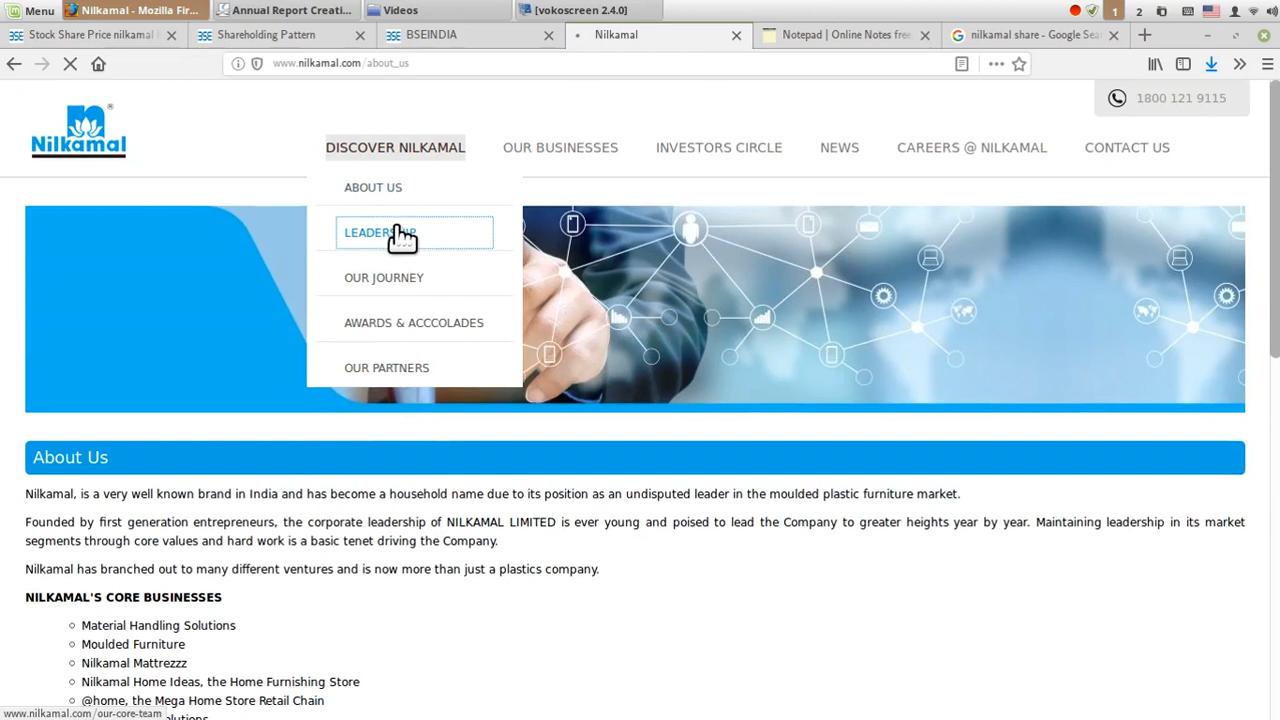 Menu
Nilkamal - Mozilla Fir...
Annual Report Creati...
Videos
[vokoscreen 2.4.0]
1
2
Stock Share Price nilkamal
Shareholding Pattern
BSEINDIA
Nilkamal
Notepad | Online Notes free
nilkamal share - Google Sea
www.nilkamal.com/about_us
Nilkamal
®
1800 121 9115
DISCOVER NILKAMAL
OUR BUSINESSES
INVESTORS CIRCLE
NEWS
CAREERS @ NILKAMAL
CONTACT US
ABOUT US
LEADERSHIP
OUR JOURNEY
AWARDS & ACCCOLADES
OUR PARTNERS
About Us
Nilkamal, is a very well known brand in India and has become a household name due to its position as an undisputed leader in the moulded plastic furniture market.
Founded by first generation entrepreneurs, the corporate leadership of NILKAMAL LIMITED is ever young and poised to lead the Company to greater heights year by year. Maintaining leadership in its market
segments through core values and hard work is a basic tenet driving the Company.
Nilkamal has branched out to many different ventures and is now more than just a plastics company.
NILKAMAL'S CORE BUSINESSES
Material Handling Solutions
Moulded Furniture
Nilkamal Mattrezzz
Nilkamal Home Ideas, the Home Furnishing Store
@home, the Mega Home Store Retail Chain
www.nilkamal.com/our-core-team